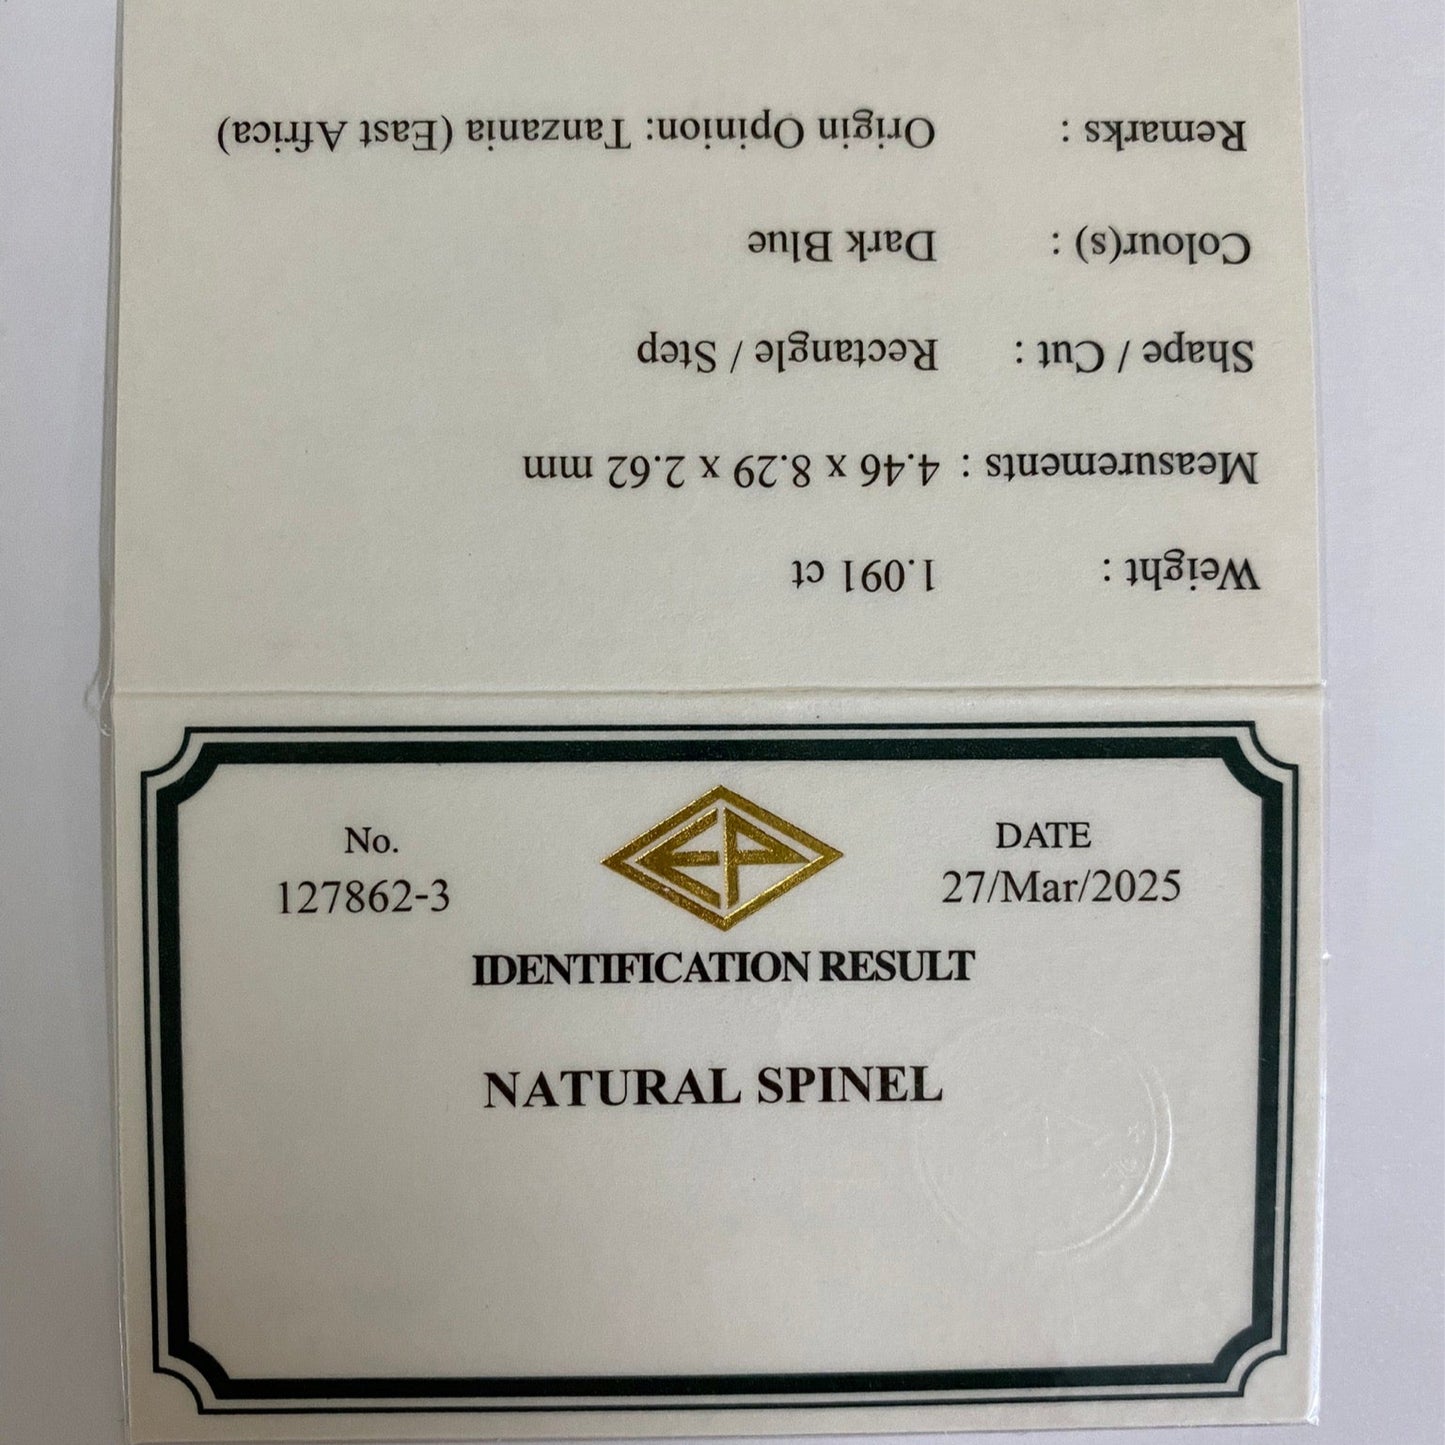 No.
127862-3
EP
DATE
27/Mar/2025
IDENTIFICATION RESULT
NATURAL SPINEL
Weight : 1.091 ct
Measurements : 4.46 x 8.29 x 2.62 mm
Shape / Cut : Rectangle / Step
Colour(s) : Dark Blue
Remarks : Origin Opinion: Tanzania (East Africa)